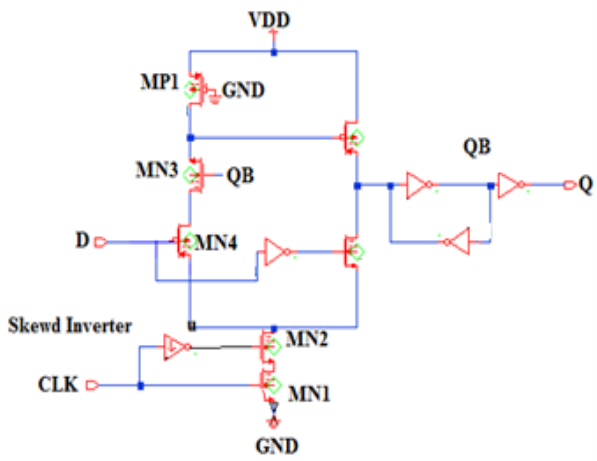 VDD
MP1
GND
MN3
QB
QB
Q
D
MN4
Skewd Inverter
u
MN2
CLK
MN1
GND